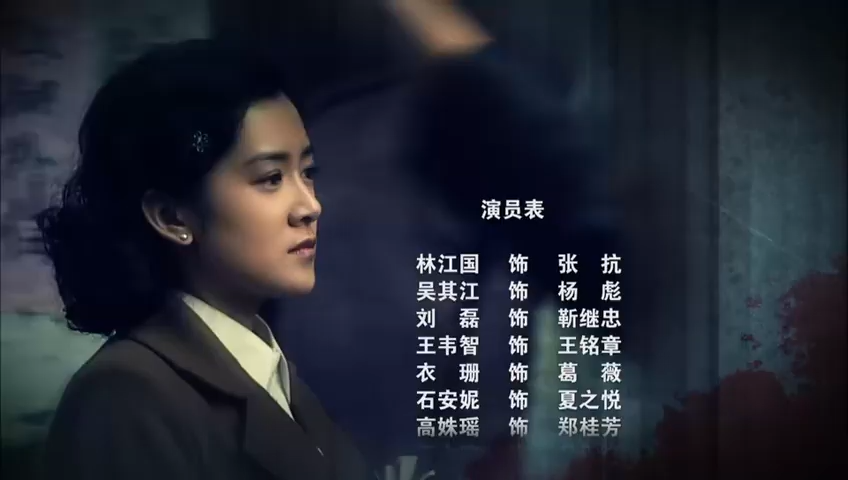 演员表
林江国 饰 张 抗
吴其江 饰 杨 彪
刘 磊 饰 靳继忠
王韦智 饰 王铭章
衣 珊 饰 葛 薇
石安妮 饰 夏之悦
高姝瑶 饰 郑桂芳